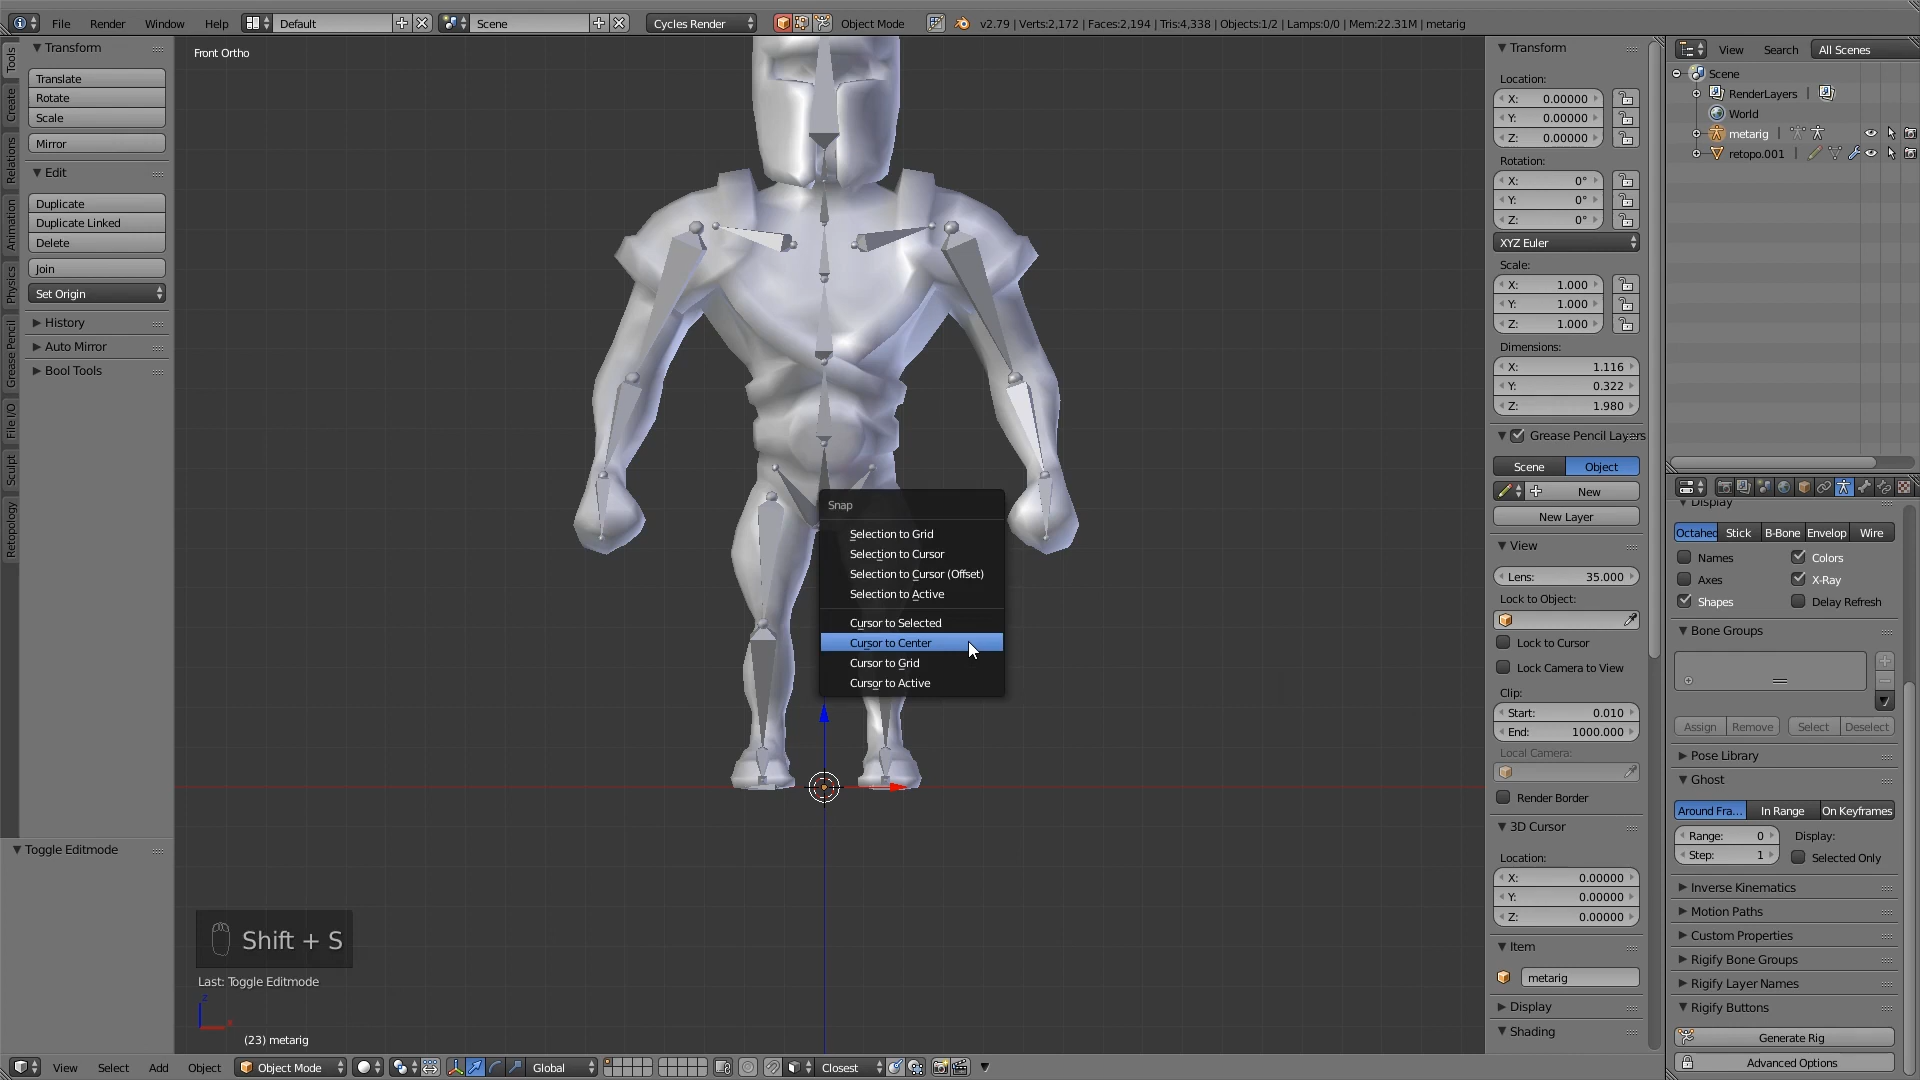 File Render Window Help Default Scene Cycles Render Object Mode v2.79 | Verts:2,172 | Faces:2,194 | Tris:4,338 | Objects:1/2 | Lamps:0/0 | Mem:22.31M | metarig
Tools
Create
Relations
Animation
Physics
Grease Pencil
File I/O
Sculpt
Retopology
Transform
Translate
Rotate
Scale
Mirror
Edit
Duplicate
Duplicate Linked
Delete
Join
Set Origin
History
Auto Mirror
Bool Tools
Toggle Editmode
Front Ortho
Snap
Selection to Grid
Selection to Cursor
Selection to Cursor (Offset)
Selection to Active
Cursor to Selected
Cursor to Center
Cursor to Grid
Cursor to Active
Shift + S
Last: Toggle Editmode
z
x
(23) metarig
View Select Add Object Object Mode Global Closest
Transform
Location:
X: 0.00000
Y: 0.00000
Z: 0.00000
Rotation:
X: 0°
Y: 0°
Z: 0°
XYZ Euler
Scale:
X: 1.000
Y: 1.000
Z: 1.000
Dimensions:
X: 1.116
Y: 0.322
Z: 1.980
Grease Pencil Layers
Scene Object
New
New Layer
View
Lens: 35.000
Lock to Object:
Lock to Cursor
Lock Camera to View
Clip:
Start: 0.010
End: 1000.000
Local Camera:
Render Border
3D Cursor
Location:
X: 0.00000
Y: 0.00000
Z: 0.00000
Item
metarig
Display
Shading
View Search All Scenes
Scene
RenderLayers |
World
metarig |
retopo.001 |
Display
Octahed Stick B-Bone Envelop Wire
Names Colors
Axes X-Ray
Shapes Delay Refresh
Bone Groups
Assign Remove Select Deselect
Pose Library
Ghost
Around Fra... In Range On Keyframes
Range: 0 Display:
Step: 1 Selected Only
Inverse Kinematics
Motion Paths
Custom Properties
Rigify Bone Groups
Rigify Layer Names
Rigify Buttons
Generate Rig
Advanced Options